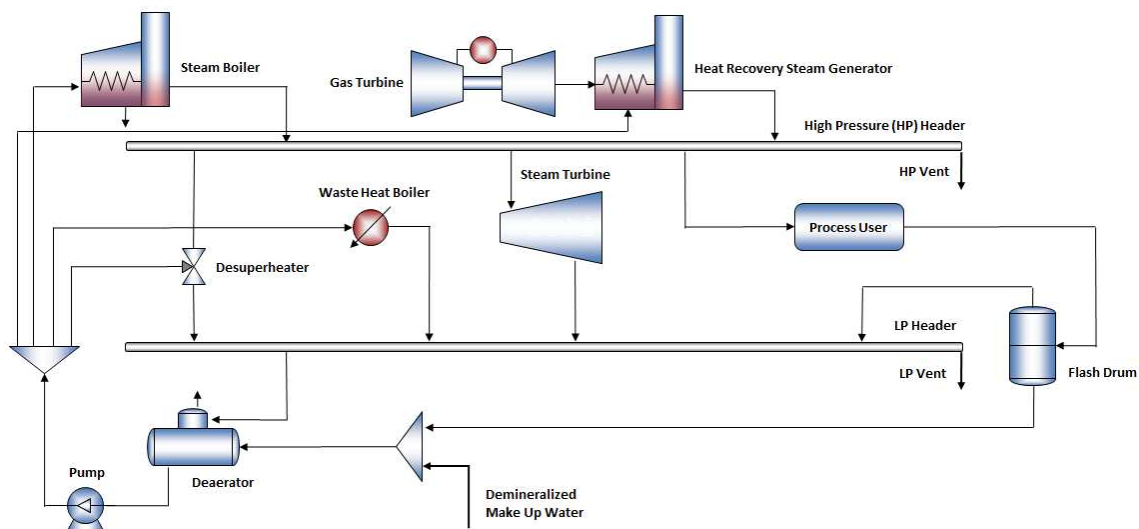 Steam Boiler
Gas Turbine
Heat Recovery Steam Generator
High Pressure (HP) Header
HP Vent
Steam Turbine
Waste Heat Boiler
Process User
Desuperheater
LP Header
LP Vent
Flash Drum
Pump
Deaerator
Demineralized
Make Up Water